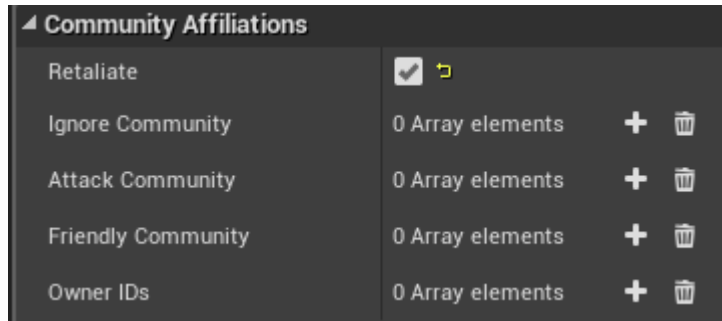 Community Affiliations
Retaliate
Ignore Community 0 Array elements
Attack Community 0 Array elements
Friendly Community 0 Array elements
Owner IDs 0 Array elements